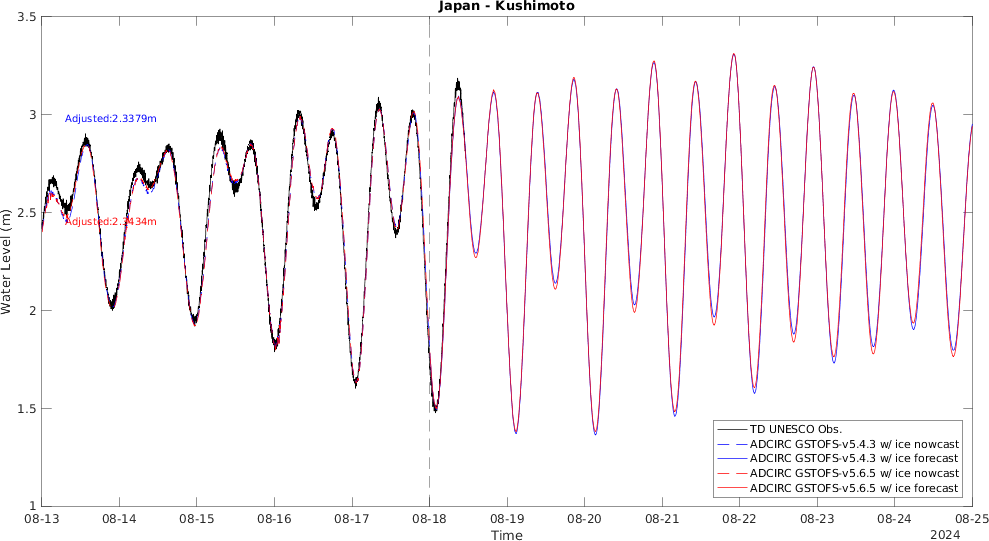 Japan - Kushimoto
3.5
3
2.5
2
1.5
1
Water Level (m)
Adjusted:2.3379m
Adjusted:2.3434m
TD UNESCO Obs.
ADCIRC GSTOFS-v5.4.3 w/ ice nowcast
ADCIRC GSTOFS-v5.4.3 w/ ice forecast
ADCIRC GSTOFS-v5.6.5 w/ ice nowcast
ADCIRC GSTOFS-v5.6.5 w/ ice forecast
08-13 08-14 08-15 08-16 08-17 08-18 08-19 08-20 08-21 08-22 08-23 08-24 08-25
Time
2024